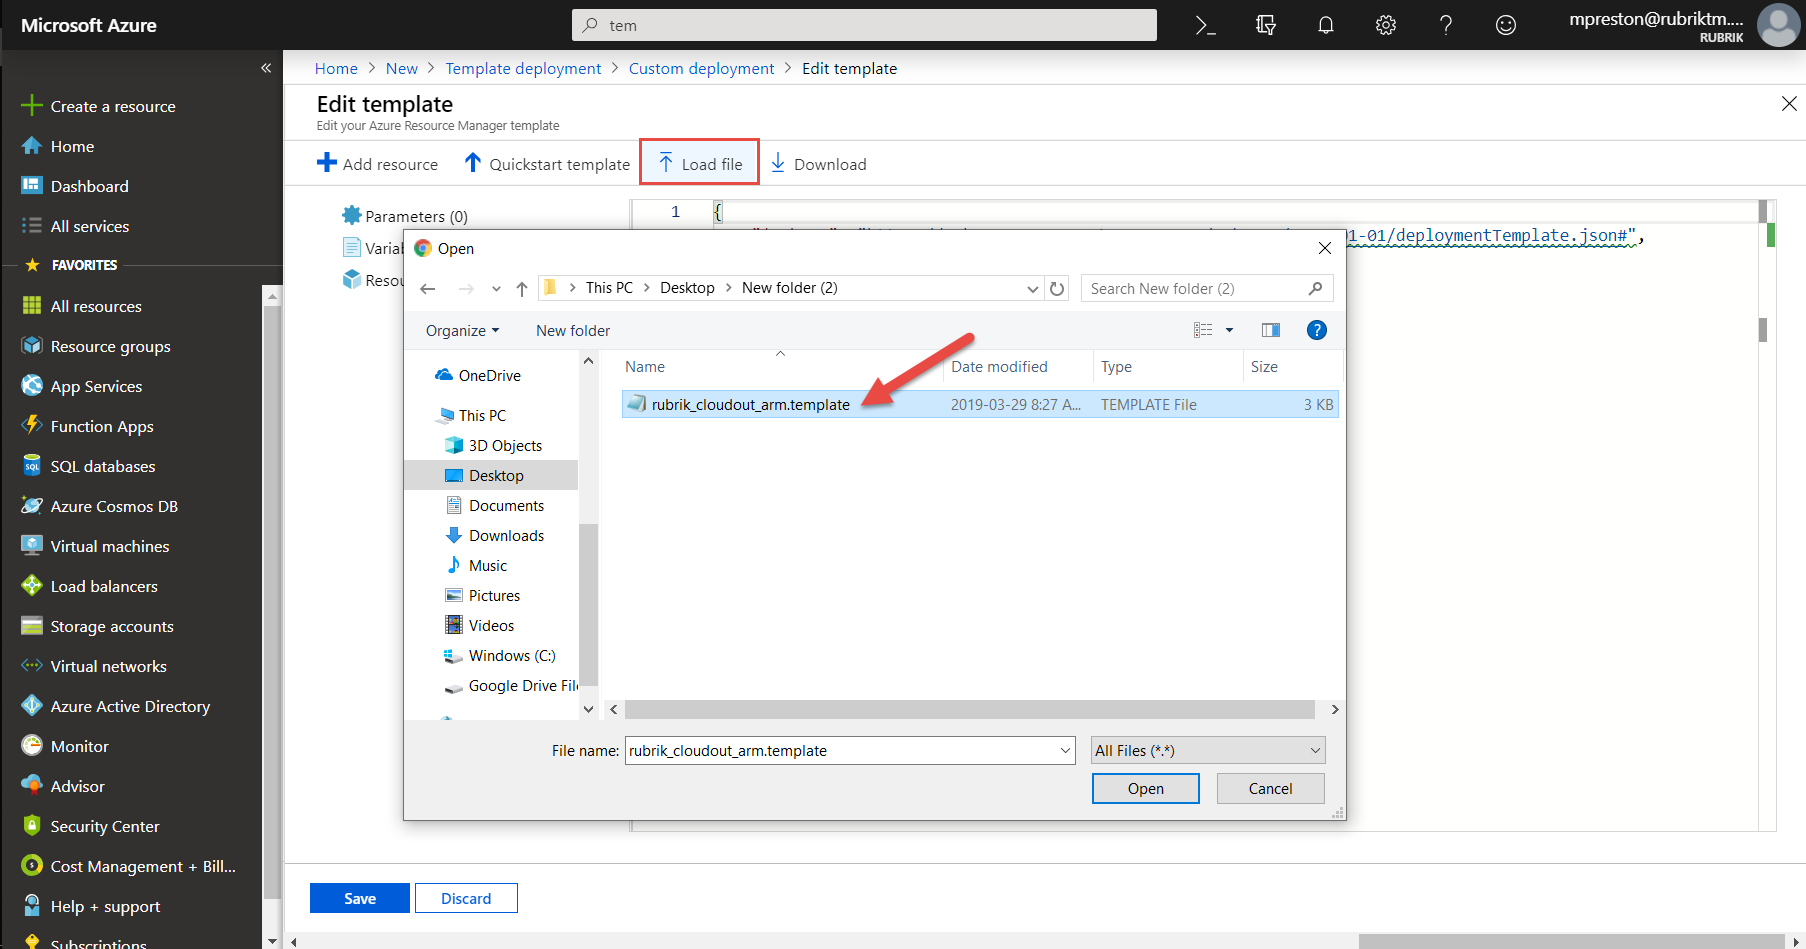 Microsoft Azure
tem
mpreston@rubriktm....
RUBRIK
Create a resource
Home
Dashboard
All services
FAVORITES
All resources
Resource groups
App Services
Function Apps
SQL databases
Azure Cosmos DB
Virtual machines
Load balancers
Storage accounts
Virtual networks
Azure Active Directory
Monitor
Advisor
Security Center
Cost Management + Bill...
Help + support
Subscriptions
Home > New > Template deployment > Custom deployment > Edit template
Edit template
Edit your Azure Resource Manager template
Add resource
Quickstart template
Load file
Download
Parameters (0)
Variab
Resou
1 {
01-01/deploymentTemplate.json#",
Open
This PC > Desktop > New folder (2)
Search New folder (2)
Organize
New folder
Name
Date modified
Type
Size
rubrik_cloudout_arm.template
2019-03-29 8:27 A...
TEMPLATE File
3 KB
OneDrive
This PC
3D Objects
Desktop
Documents
Downloads
Music
Pictures
Videos
Windows (C:)
Google Drive File
File name: rubrik_cloudout_arm.template
All Files (*.*)
Open
Cancel
Save
Discard